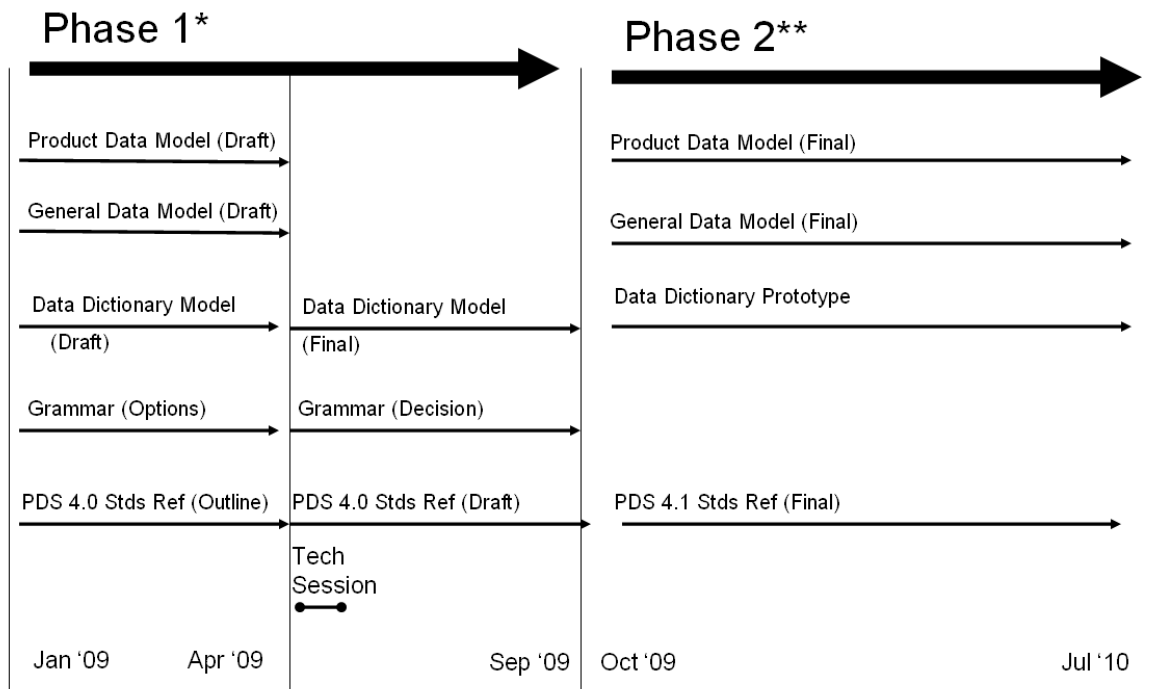 Phase 1*
Phase 2**
Product Data Model (Draft)
Product Data Model (Final)
General Data Model (Draft)
General Data Model (Final)
Data Dictionary Model
(Draft)
Data Dictionary Model
(Final)
Data Dictionary Prototype
Grammar (Options)
Grammar (Decision)
PDS 4.0 Stds Ref (Outline)
PDS 4.0 Stds Ref (Draft)
PDS 4.1 Stds Ref (Final)
Tech
Session
Jan ‘09
Apr ‘09
Sep ‘09
Oct ‘09
Jul ‘10